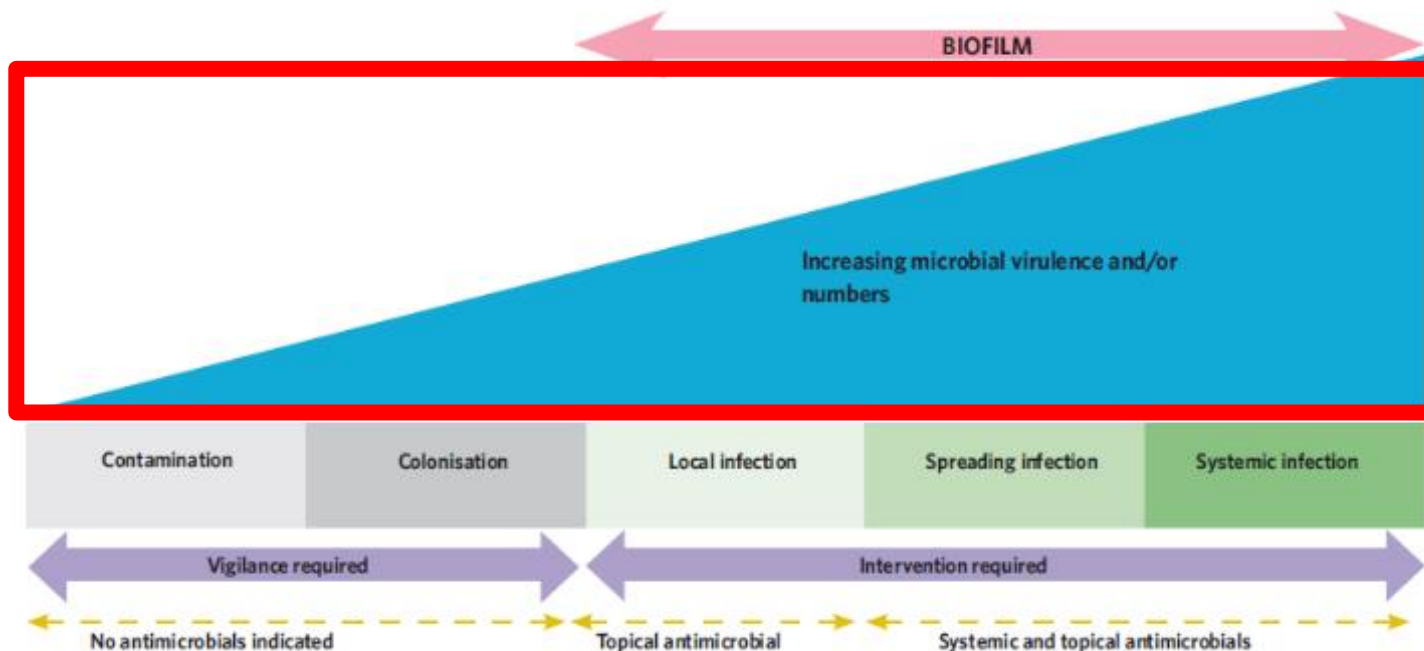 BIOFILM
Increasing microbial virulence and/or
numbers
Contamination
Colonisation
Local infection
Spreading infection
Systemic infection
Vigilance required
Intervention required
No antimicrobials indicated
Topical antimicrobial
Systemic and topical antimicrobials